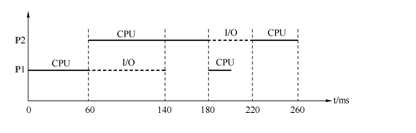 CPU I/O CPU
P2
CPU I/O CPU
P1
0 60 140 180 220 260 t/ms